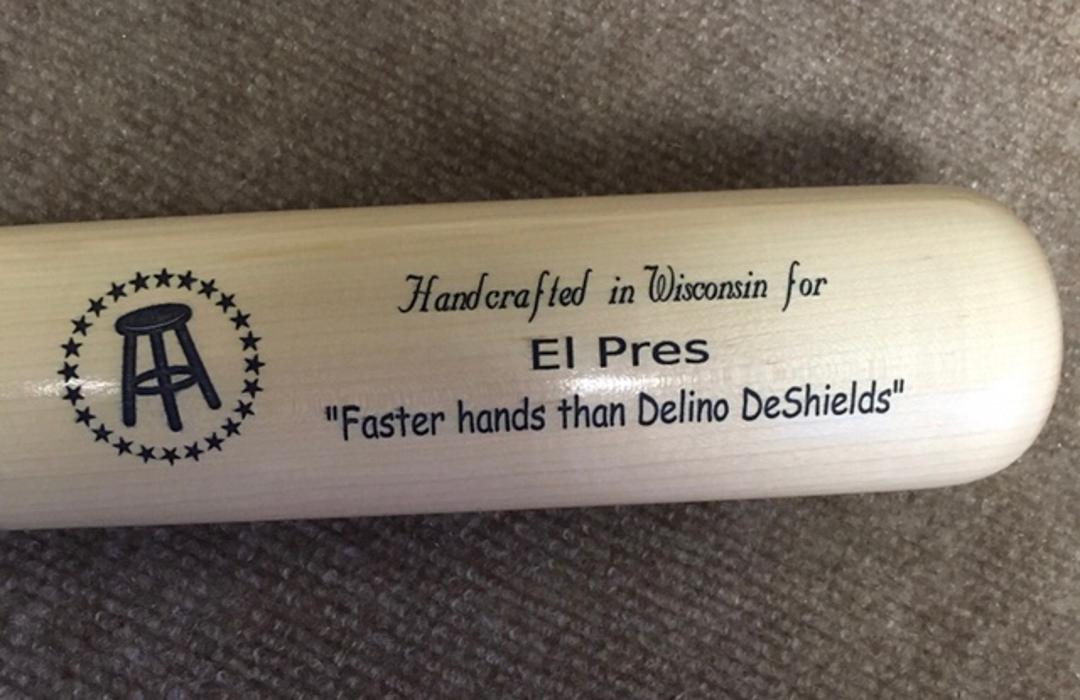 Handcrafted in Wisconsin for
El Pres
"Faster hands than Delino DeShields"